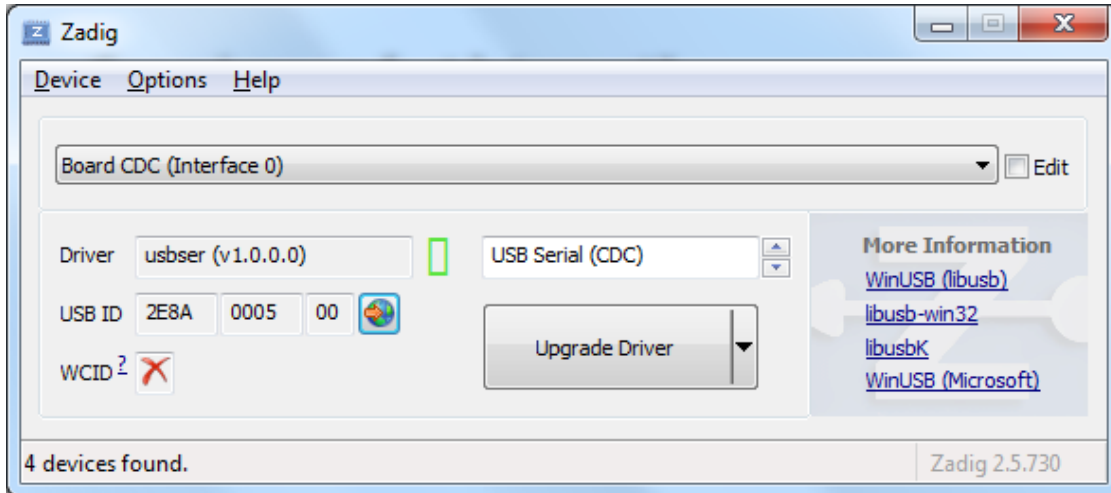 Zadig
Device Options Help
Board CDC (Interface 0)
Edit
Driver usbser (v1.0.0.0) USB Serial (CDC)
USB ID 2E8A 0005 00
WCID ?
Upgrade Driver
More Information
WinUSB (libusb)
libusb-win32
libusbK
WinUSB (Microsoft)
4 devices found.
Zadig 2.5.730